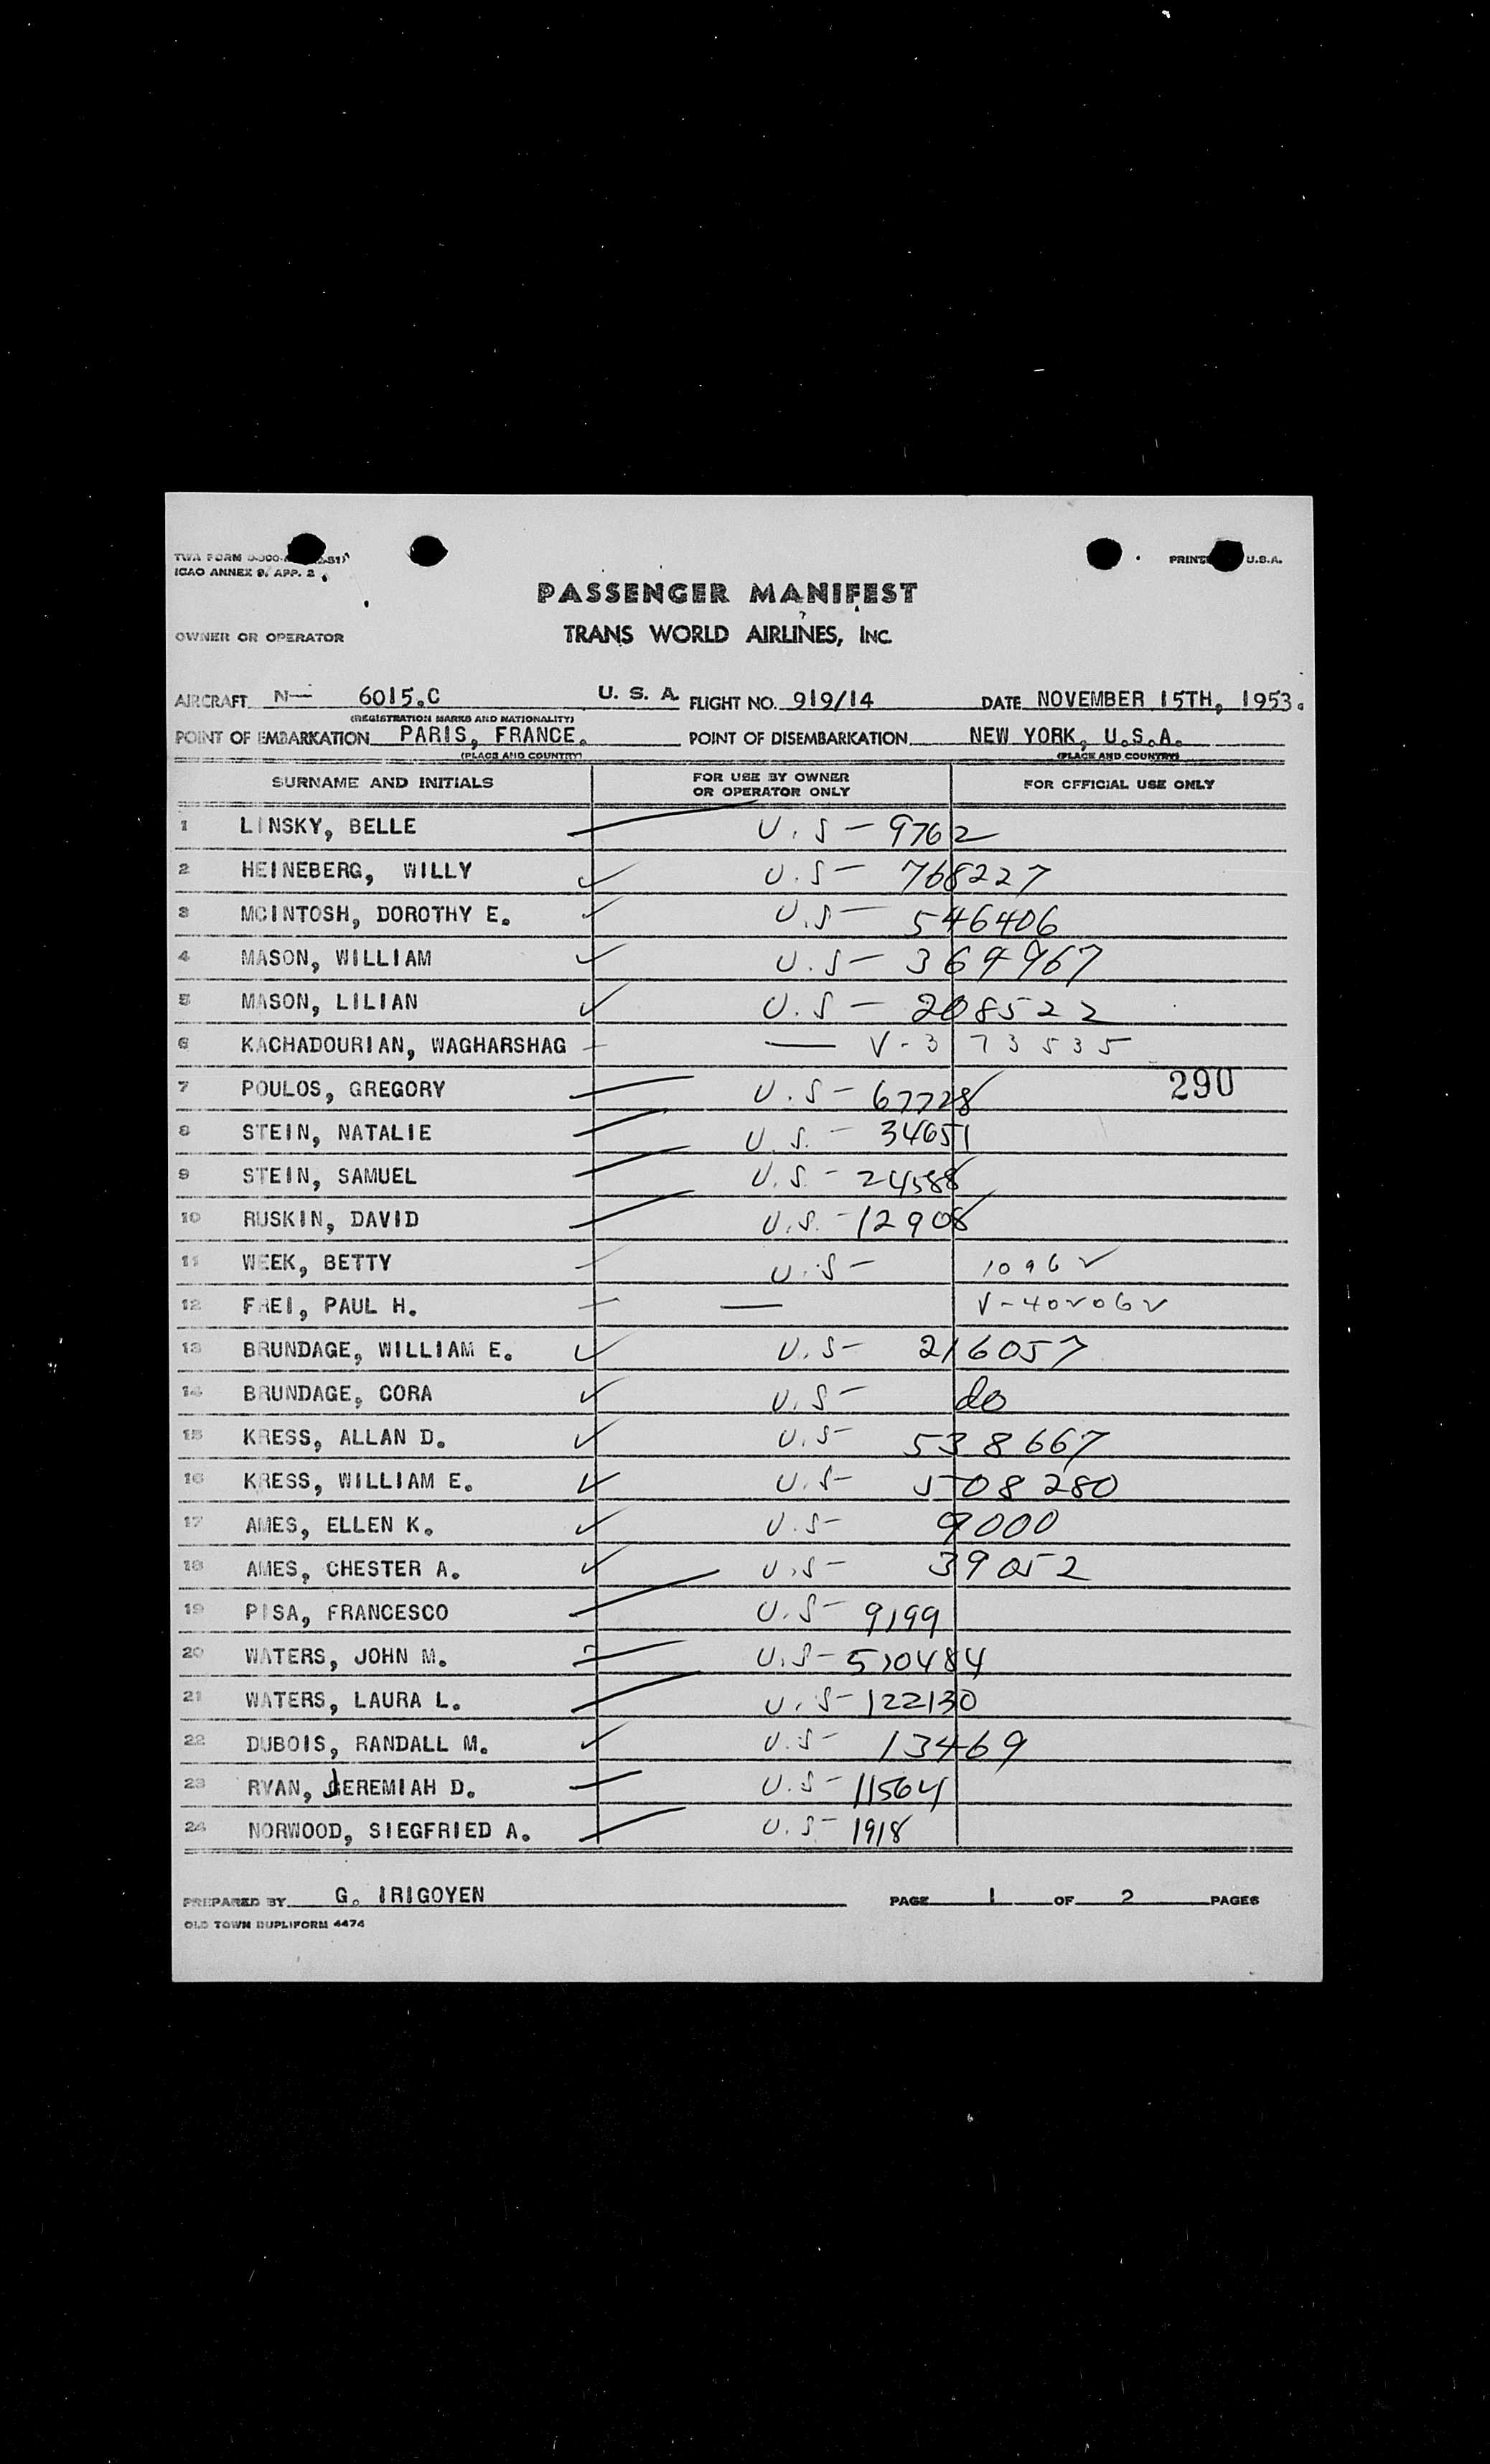 ICAO ANNEX 9, APP. 2
PRINTED U.S.A.
PASSENGER MANIFEST
OWNER OR OPERATOR TRANS WORLD AIRLINES, INC.
AIRCRAFT N— 6015.C U. S. A. FLIGHT NO. 919/14 DATE NOVEMBER 15TH, 1953.
(REGISTRATION MARKS AND NATIONALITY)
POINT OF EMBARKATION PARIS, FRANCE. POINT OF DISEMBARKATION NEW YORK, U.S.A.
(PLACE AND COUNTRY) (PLACE AND COUNTRY)
SURNAME AND INITIALS FOR USE BY OWNER OR OPERATOR ONLY FOR OFFICIAL USE ONLY
1 LINSKY, BELLE U.S - 9762
2 HEINEBERG, WILLY U.S - 768227
3 MCINTOSH, DOROTHY E. U.S - 546406
4 MASON, WILLIAM U.S - 364967
5 MASON, LILIAN U.S - 208522
6 KACHADOURIAN, WAGHARSHAG — V-373535
7 POULOS, GREGORY U.S - 67728 290
8 STEIN, NATALIE U.S. - 34651
9 STEIN, SAMUEL U.S. - 24588
10 RUSKIN, DAVID U.S. - 12908
11 WEEK, BETTY U.S - 1096 ✓
12 FREI, PAUL H. —
13 BRUNDAGE, WILLIAM E. U.S - 216057
14 BRUNDAGE, CORA U.S - do
15 KRESS, ALLAN D. U.S - 538667
16 KRESS, WILLIAM E. U.S - 508280
17 AMES, ELLEN K. U.S - 9000
18 AMES, CHESTER A. U.S - 39052
19 PISA, FRANCESCO U.S - 9199
20 WATERS, JOHN M. U.S - 510484
21 WATERS, LAURA L. U.S - 122130
22 DUBOIS, RANDALL M. U.S - 13469
23 RYAN, JEREMIAH D. U.S - 11564
24 NORWOOD, SIEGFRIED A. U.S - 1918
PREPARED BY G. IRIGOYEN PAGE 1 OF 2 PAGES
OLD TOWN DUPLIFORM 4474